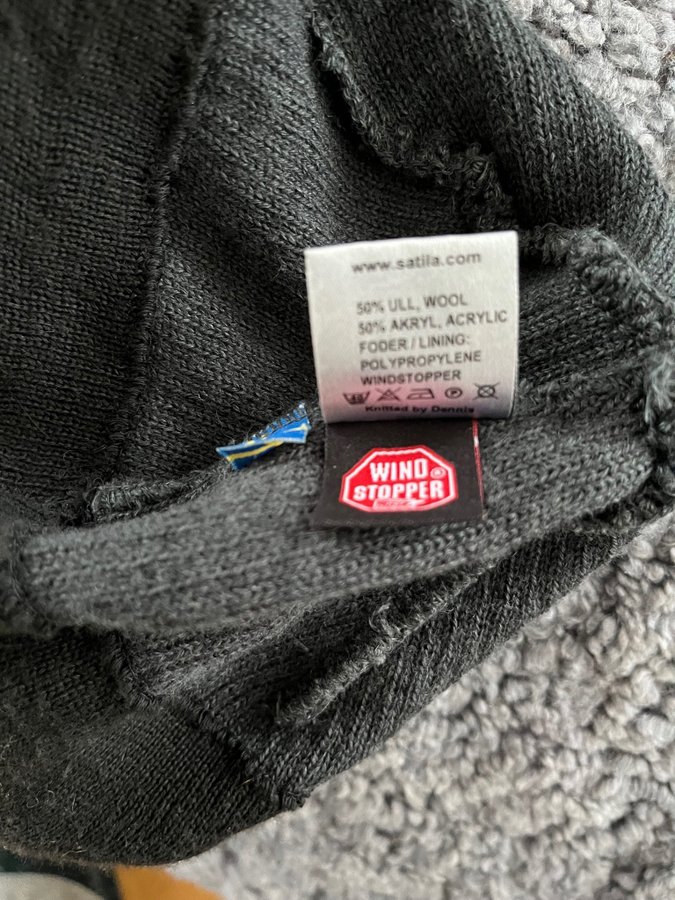 www.satila.com
50% ULL, WOOL
50% AKRYL, ACRYLIC
FODER / LINING:
POLYPROPYLENE
WINDSTOPPER
Knitted by Dennis
WIND®
STOPPER